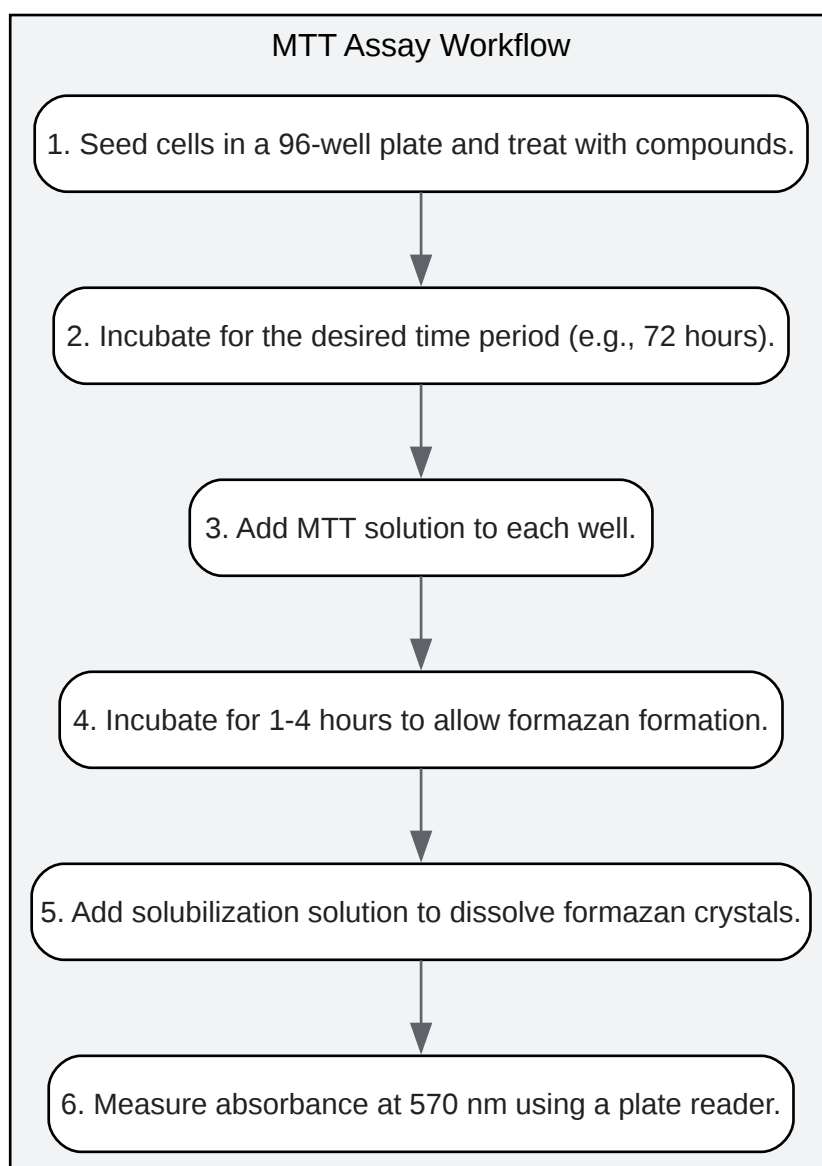 MTT Assay Workflow
1. Seed cells in a 96-well plate and treat with compounds.
2. Incubate for the desired time period (e.g., 72 hours).
3. Add MTT solution to each well.
4. Incubate for 1-4 hours to allow formazan formation.
5. Add solubilization solution to dissolve formazan crystals.
6. Measure absorbance at 570 nm using a plate reader.